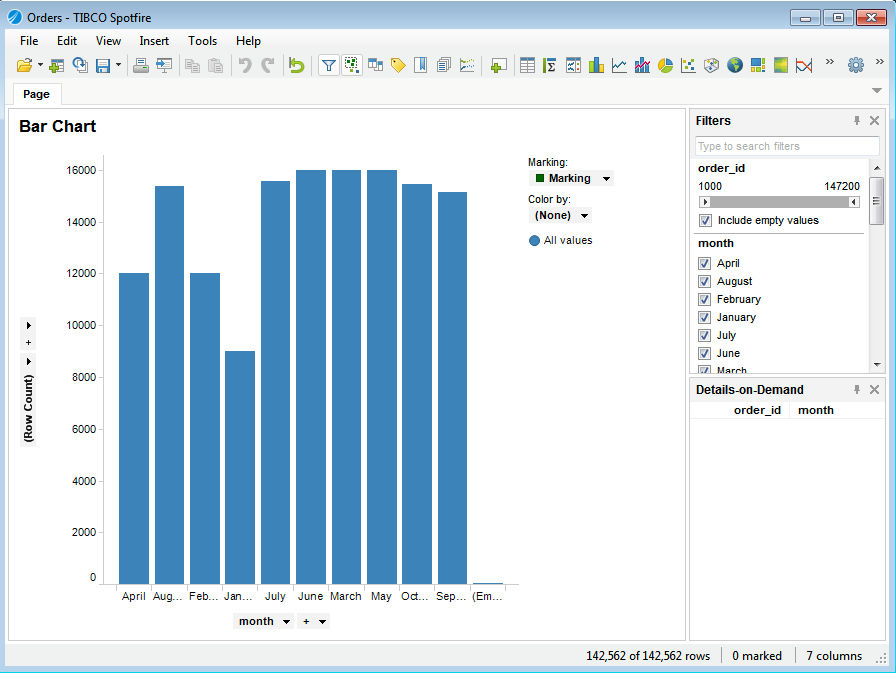 Orders - TIBCO Spotfire
File Edit View Insert Tools Help
Page
Bar Chart
16000
14000
12000
10000
8000
6000
4000
2000
0
+
(Row Count)
April Aug... Feb... Jan... July June March May Oct... Sep... (Em...
month +
Marking:
Marking
Color by:
(None)
All values
Filters
Type to search filters
order_id
1000 147200
Include empty values
month
April
August
February
January
July
June
March
Details-on-Demand
order_id month
142,562 of 142,562 rows 0 marked 7 columns